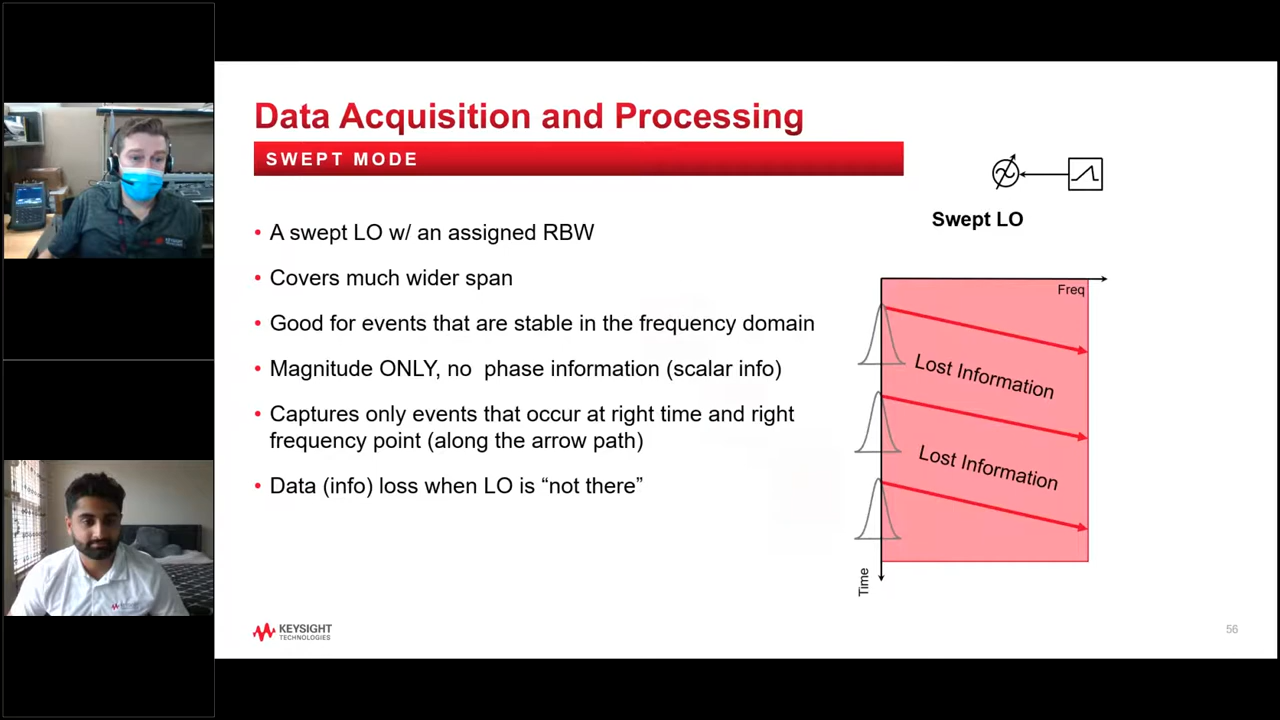 Data Acquisition and Processing
SWEPT MODE
• A swept LO w/ an assigned RBW
• Covers much wider span
• Good for events that are stable in the frequency domain
• Magnitude ONLY, no phase information (scalar info)
• Captures only events that occur at right time and right
frequency point (along the arrow path)
• Data (info) loss when LO is “not there”
Swept LO
Freq
Lost Information
Lost Information
Time
KEYSIGHT
TECHNOLOGIES
56
KEYSIGHT